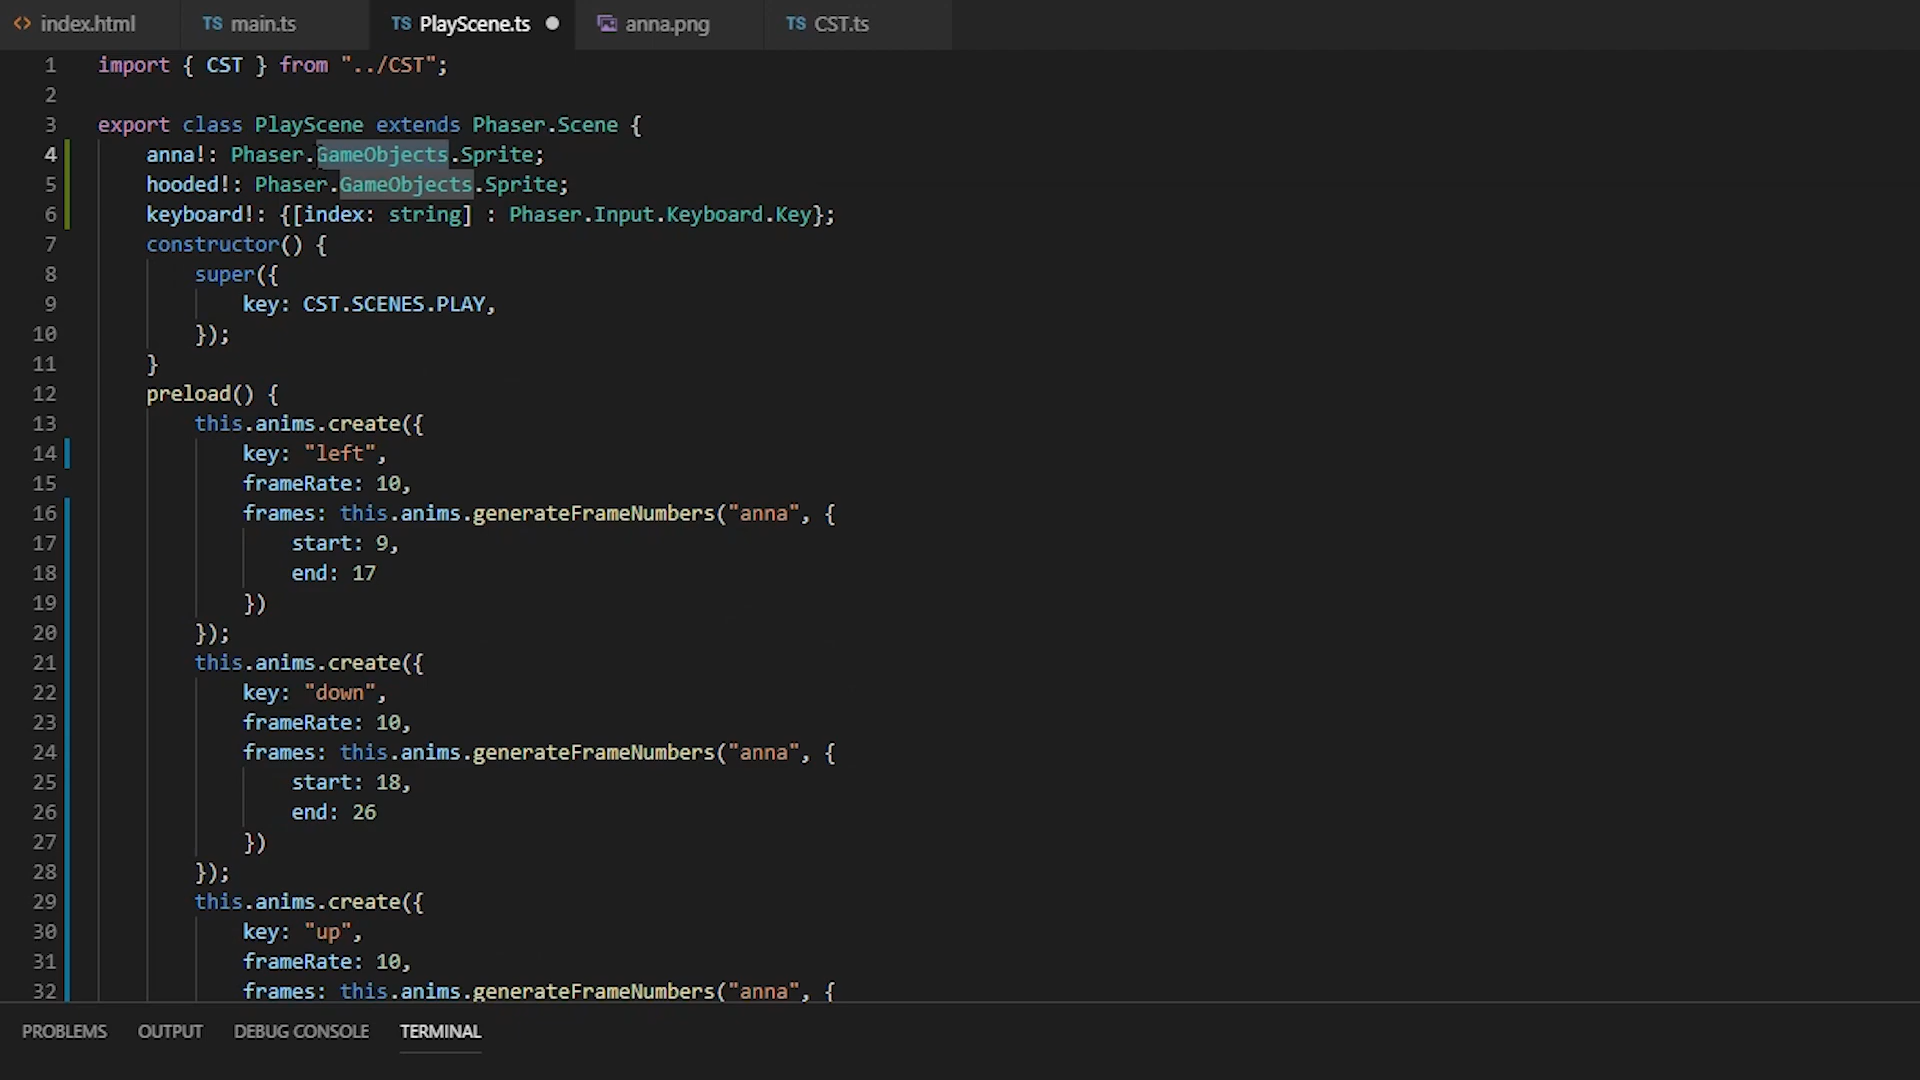 index.html TS main.ts TS PlayScene.ts anna.png TS CST.ts
1 import { CST } from "../CST";
2
3 export class PlayScene extends Phaser.Scene {
4 anna!: Phaser.GameObjects.Sprite;
5 hooded!: Phaser.GameObjects.Sprite;
6 keyboard!: {[index: string] : Phaser.Input.Keyboard.Key};
7 constructor() {
8 super({
9 key: CST.SCENES.PLAY,
10 });
11 }
12 preload() {
13 this.anims.create({
14 key: "left",
15 frameRate: 10,
16 frames: this.anims.generateFrameNumbers("anna", {
17 start: 9,
18 end: 17
19 })
20 });
21 this.anims.create({
22 key: "down",
23 frameRate: 10,
24 frames: this.anims.generateFrameNumbers("anna", {
25 start: 18,
26 end: 26
27 })
28 });
29 this.anims.create({
30 key: "up",
31 frameRate: 10,
32 frames: this.anims.generateFrameNumbers("anna", {
PROBLEMS OUTPUT DEBUG CONSOLE TERMINAL